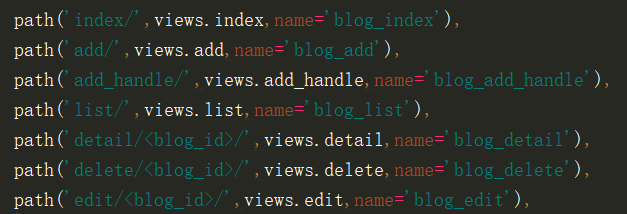 path('index/',views.index,name='blog_index'),
path('add/',views.add,name='blog_add'),
path('add_handle/',views.add_handle,name='blog_add_handle'),
path('list/',views.list,name='blog_list'),
path('detail/<blog_id>/',views.detail,name='blog_detail'),
path('delete/<blog_id>/',views.delete,name='blog_delete'),
path('edit/<blog_id>/',views.edit,name='blog_edit'),